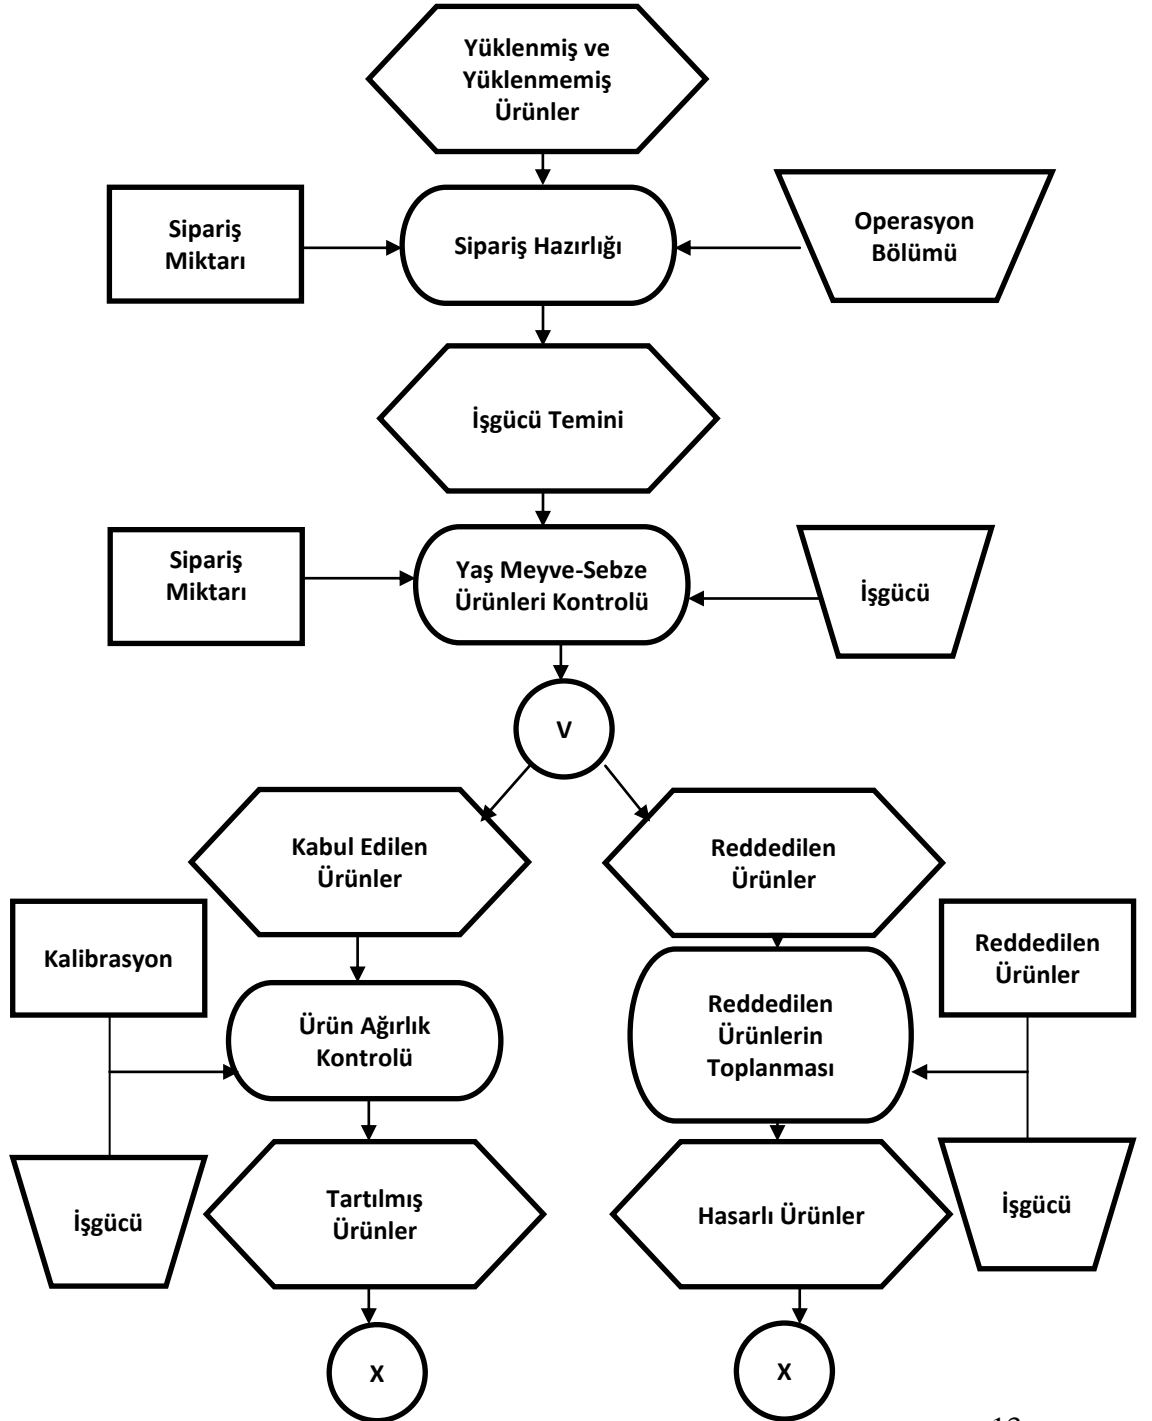 Yüklenmiş ve
Yüklenmemiş
Ürünler
Sipariş
Miktarı
Sipariş Hazırlığı
Operasyon
Bölümü
İşgücü Temini
Sipariş
Miktarı
Yaş Meyve-Sebze
Ürünleri Kontrolü
İşgücü
V
Kabul Edilen
Ürünler
Reddedilen
Ürünler
Kalibrasyon
Reddedilen
Ürünler
Ürün Ağırlık
Kontrolü
Reddedilen
Ürünlerin
Toplanması
İşgücü
Tartılmış
Ürünler
Hasarlı Ürünler
İşgücü
X
X